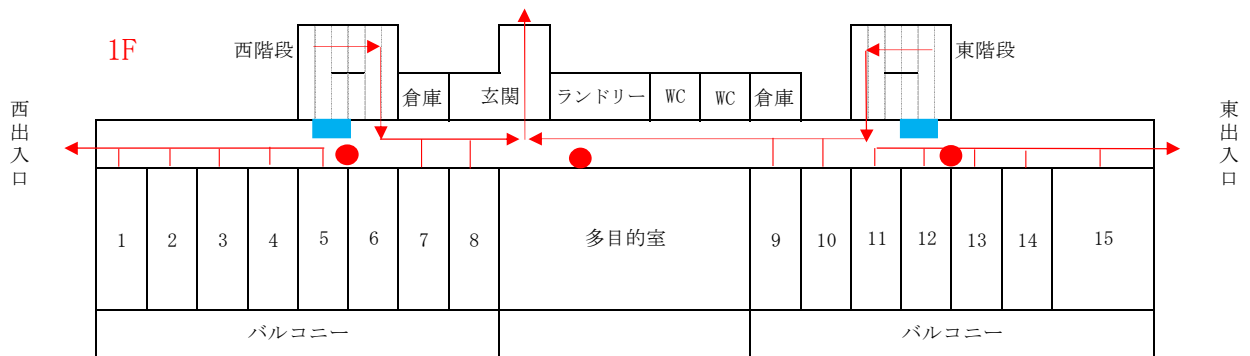 1F
西階段
東階段
倉庫
玄関
ランドリー
WC
WC
倉庫
西出入口
東出入口
1
2
3
4
5
6
7
8
多目的室
9
10
11
12
13
14
15
バルコニー
バルコニー